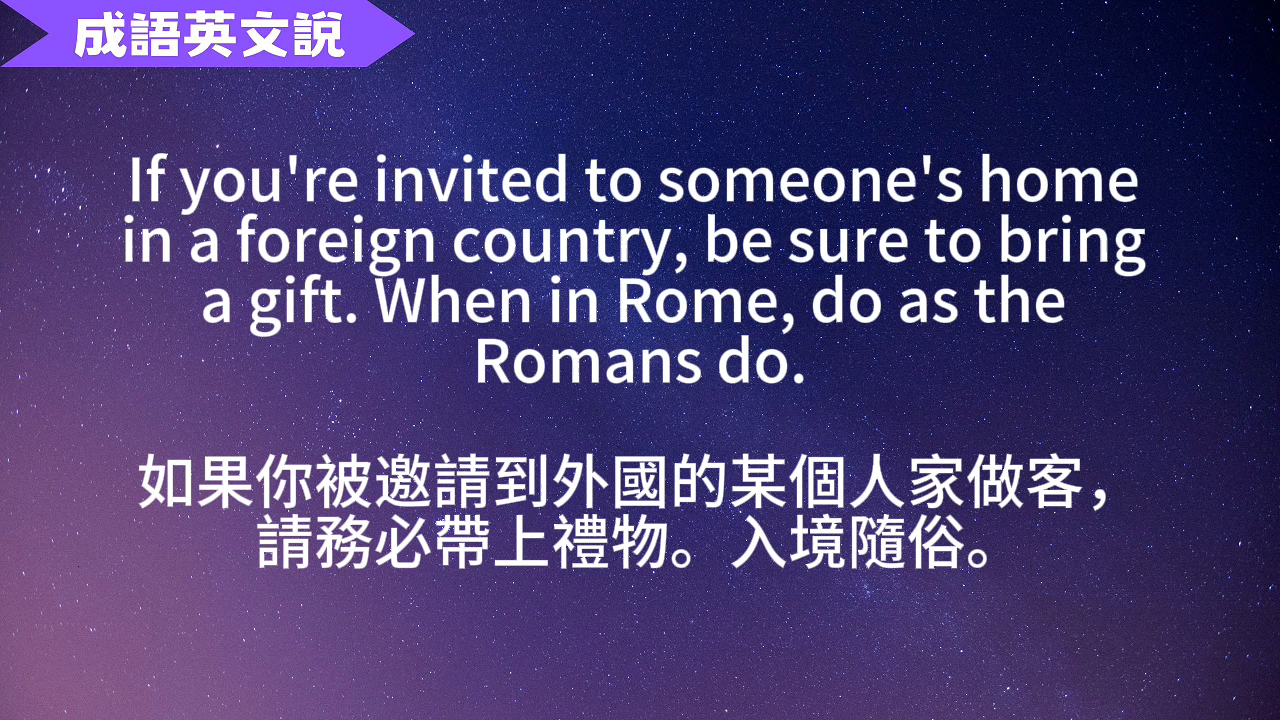 成語英文說
If you're invited to someone's home
in a foreign country, be sure to bring
a gift. When in Rome, do as the
Romans do.
如果你被邀請到外國的某個人家做客，
請務必帶上禮物。入境隨俗。